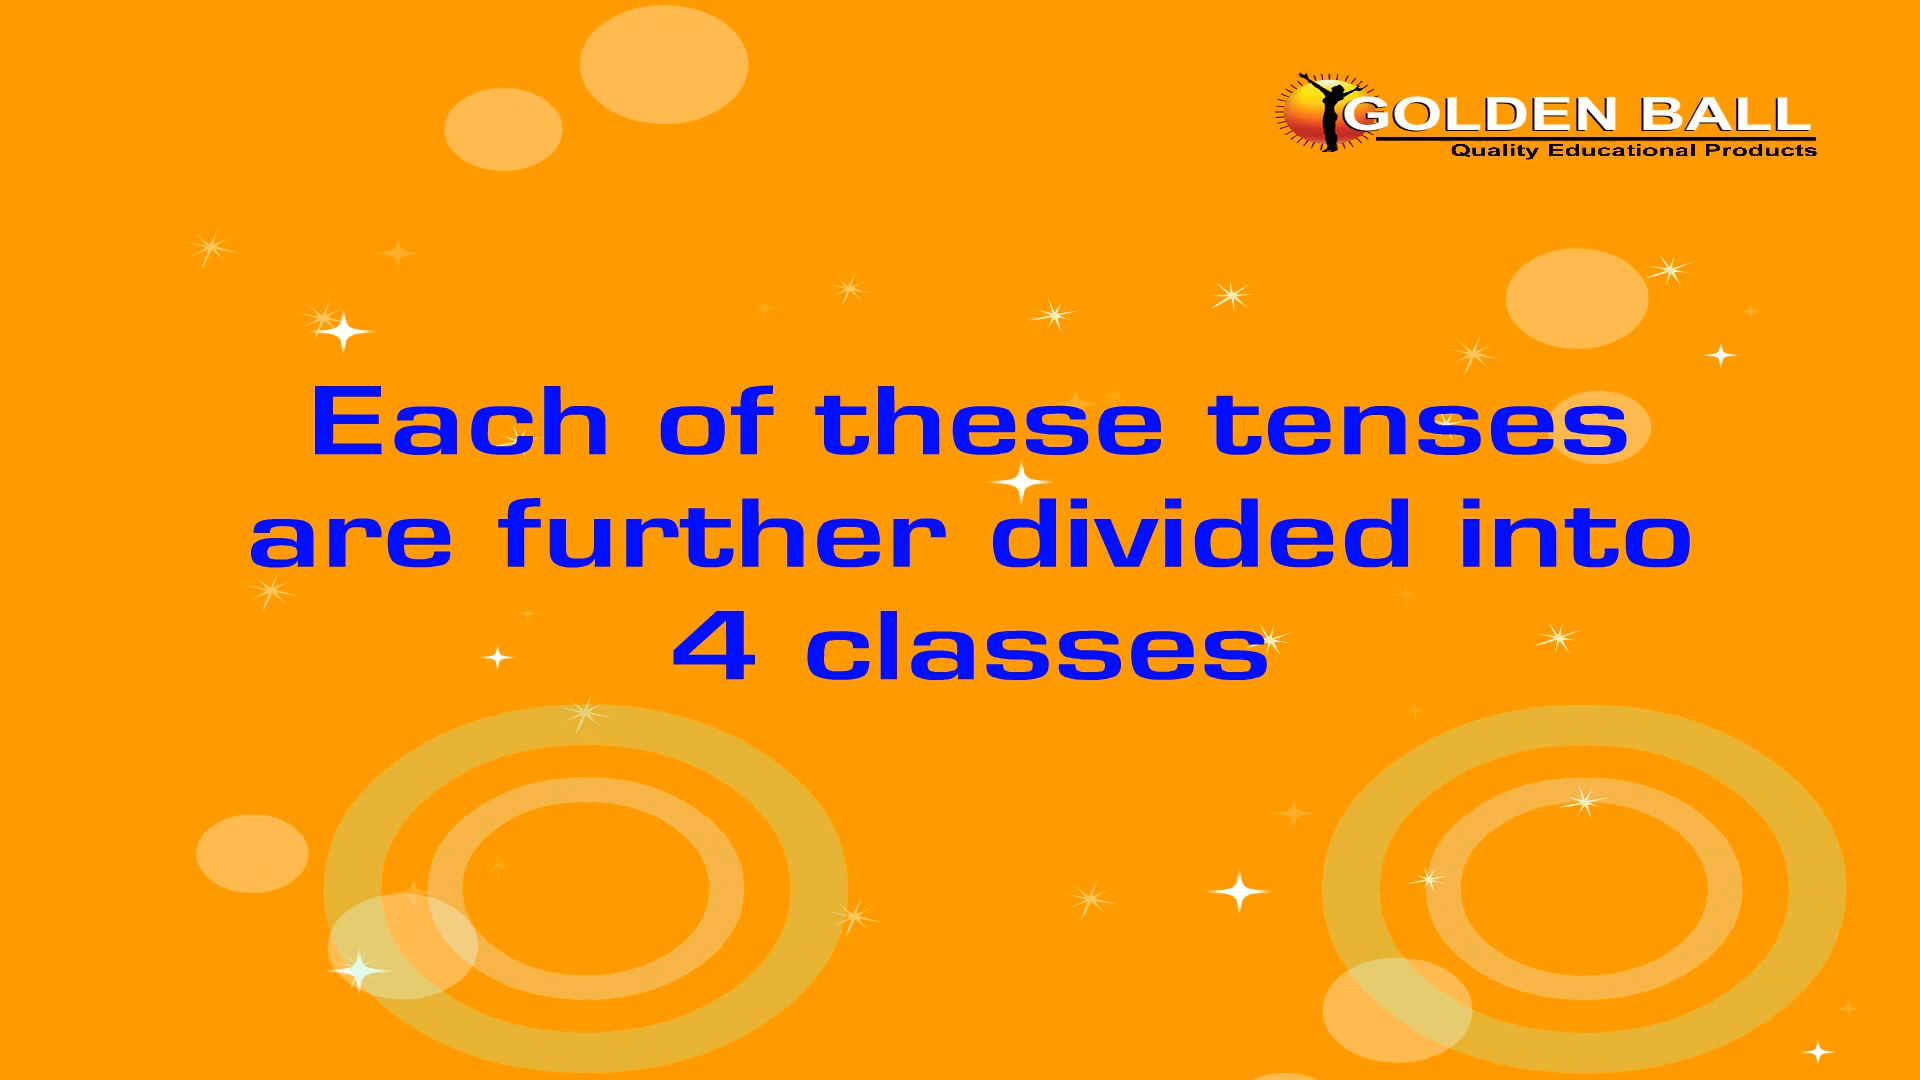 GOLDEN BALL
Quality Educational Products
Each of these tenses
are further divided into
4 classes